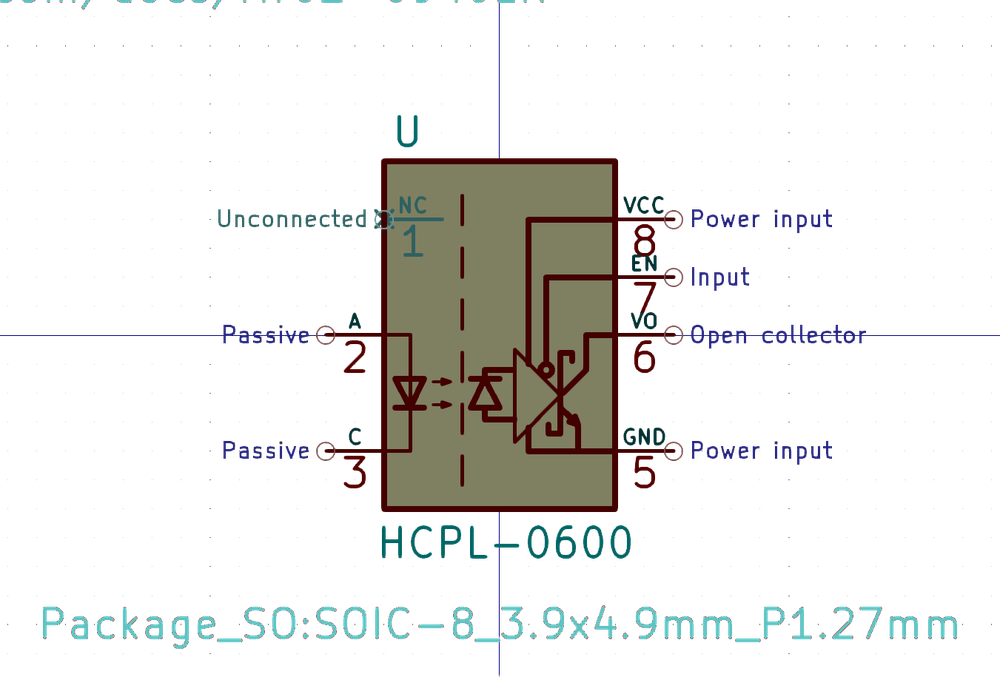 U
Unconnected NC 1
VCC 8 Power input
EN 7 Input
Passive A 2
VO 6 Open collector
Passive C 3
GND 5 Power input
HCPL-0600
Package_SO:SOIC-8_3.9x4.9mm_P1.27mm